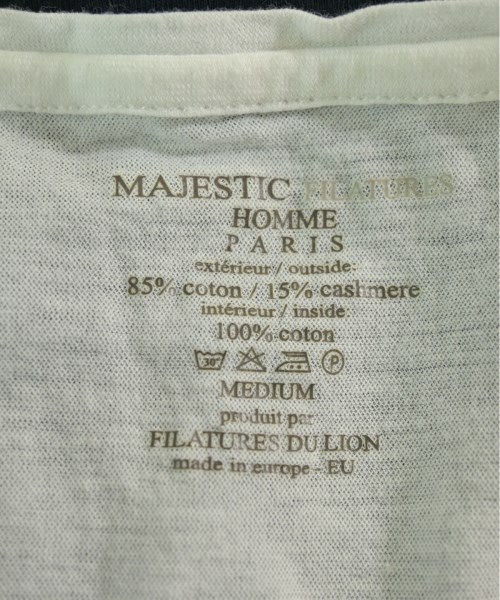 MAJESTIC FILATURES
HOMME
PARIS
extérieur / outside:
85% coton / 15% cashmere
intérieur / inside:
100% coton
30° P
MEDIUM
produit par
FILATURES DU LION
made in europe - EU